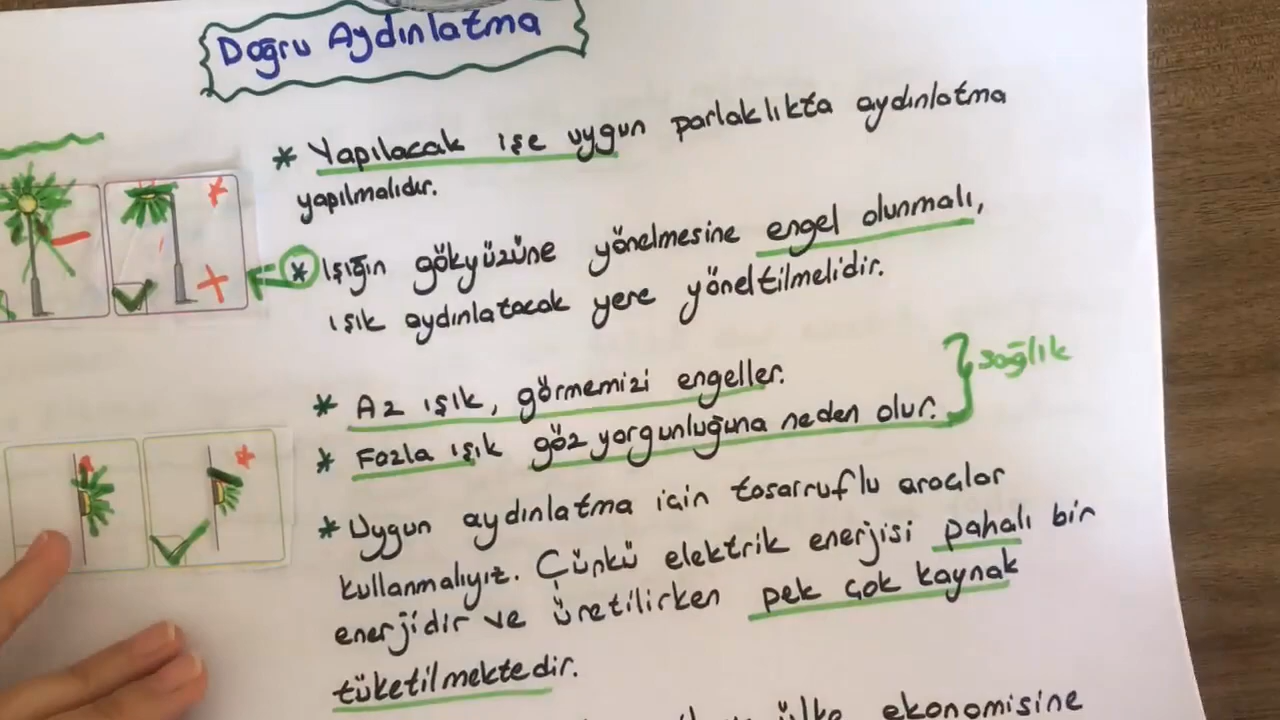 Doğru Aydınlatma
* Yapılacak işe uygun parlaklıkta aydınlatma
yapılmalıdır.
* Işığın gökyüzüne yönelmesine engel olunmalı,
ışık aydınlatacak yere yöneltilmelidir.
* Az ışık, görmemizi engeller.
* Fazla ışık göz yorgunluğuna neden olur.
sağlık
* Uygun aydınlatma için tasarruflu araçlar
kullanmalıyız. Çünkü elektrik enerjisi pahalı bir
enerjidir ve üretilirken pek çok kaynak
tüketilmektedir.
ülke ekonomisine